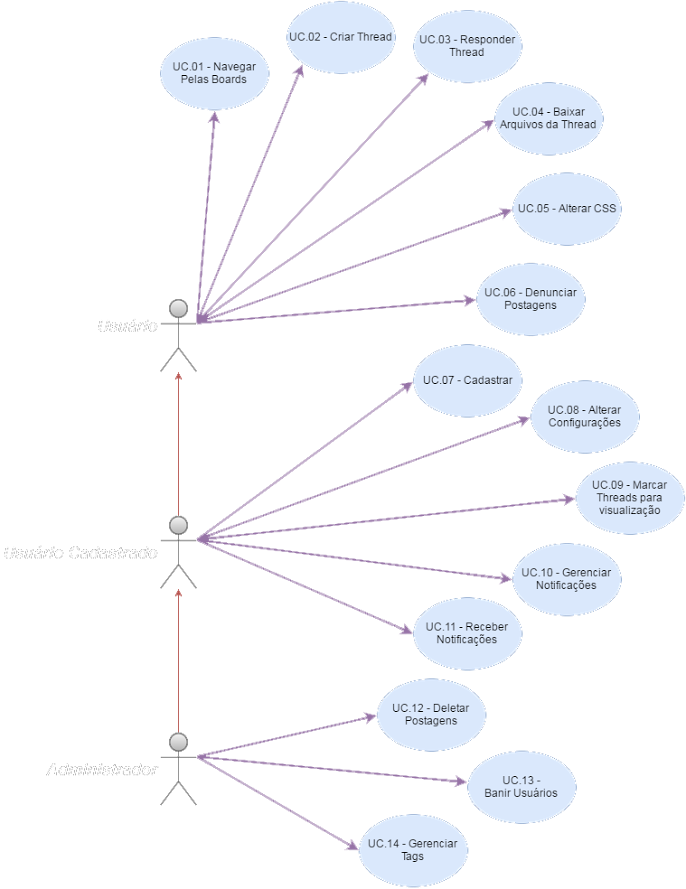 UC.02 - Criar Thread
UC.03 - Responder
Thread
UC.01 - Navegar
Pelas Boards
UC.04 - Baixar
Arquivos da Thread
UC.05 - Alterar CSS
UC.06 - Denunciar
Postagens
Usuário
UC.07 - Cadastrar
UC.08 - Alterar
Configurações
UC.09 - Marcar
Threads para
visualização
Usuário Cadastrado
UC.10 - Gerenciar
Notificações
UC.11 - Receber
Notificações
UC.12 - Deletar
Postagens
Administrador
UC.13 -
Banir Usuários
UC.14 - Gerenciar
Tags